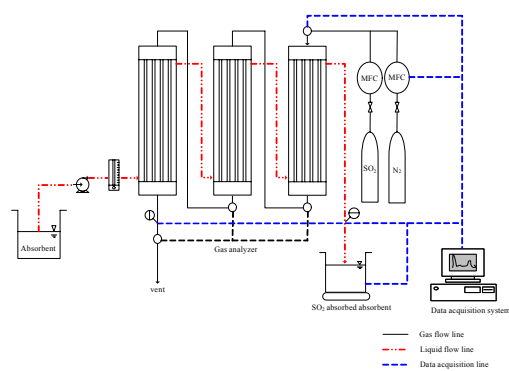 MFC
MFC
SO2
N2
Absorbent
Gas analyzer
vent
SO2 absorbed absorbent
Data acquisition system
Gas flow line
Liquid flow line
Data acqisition line